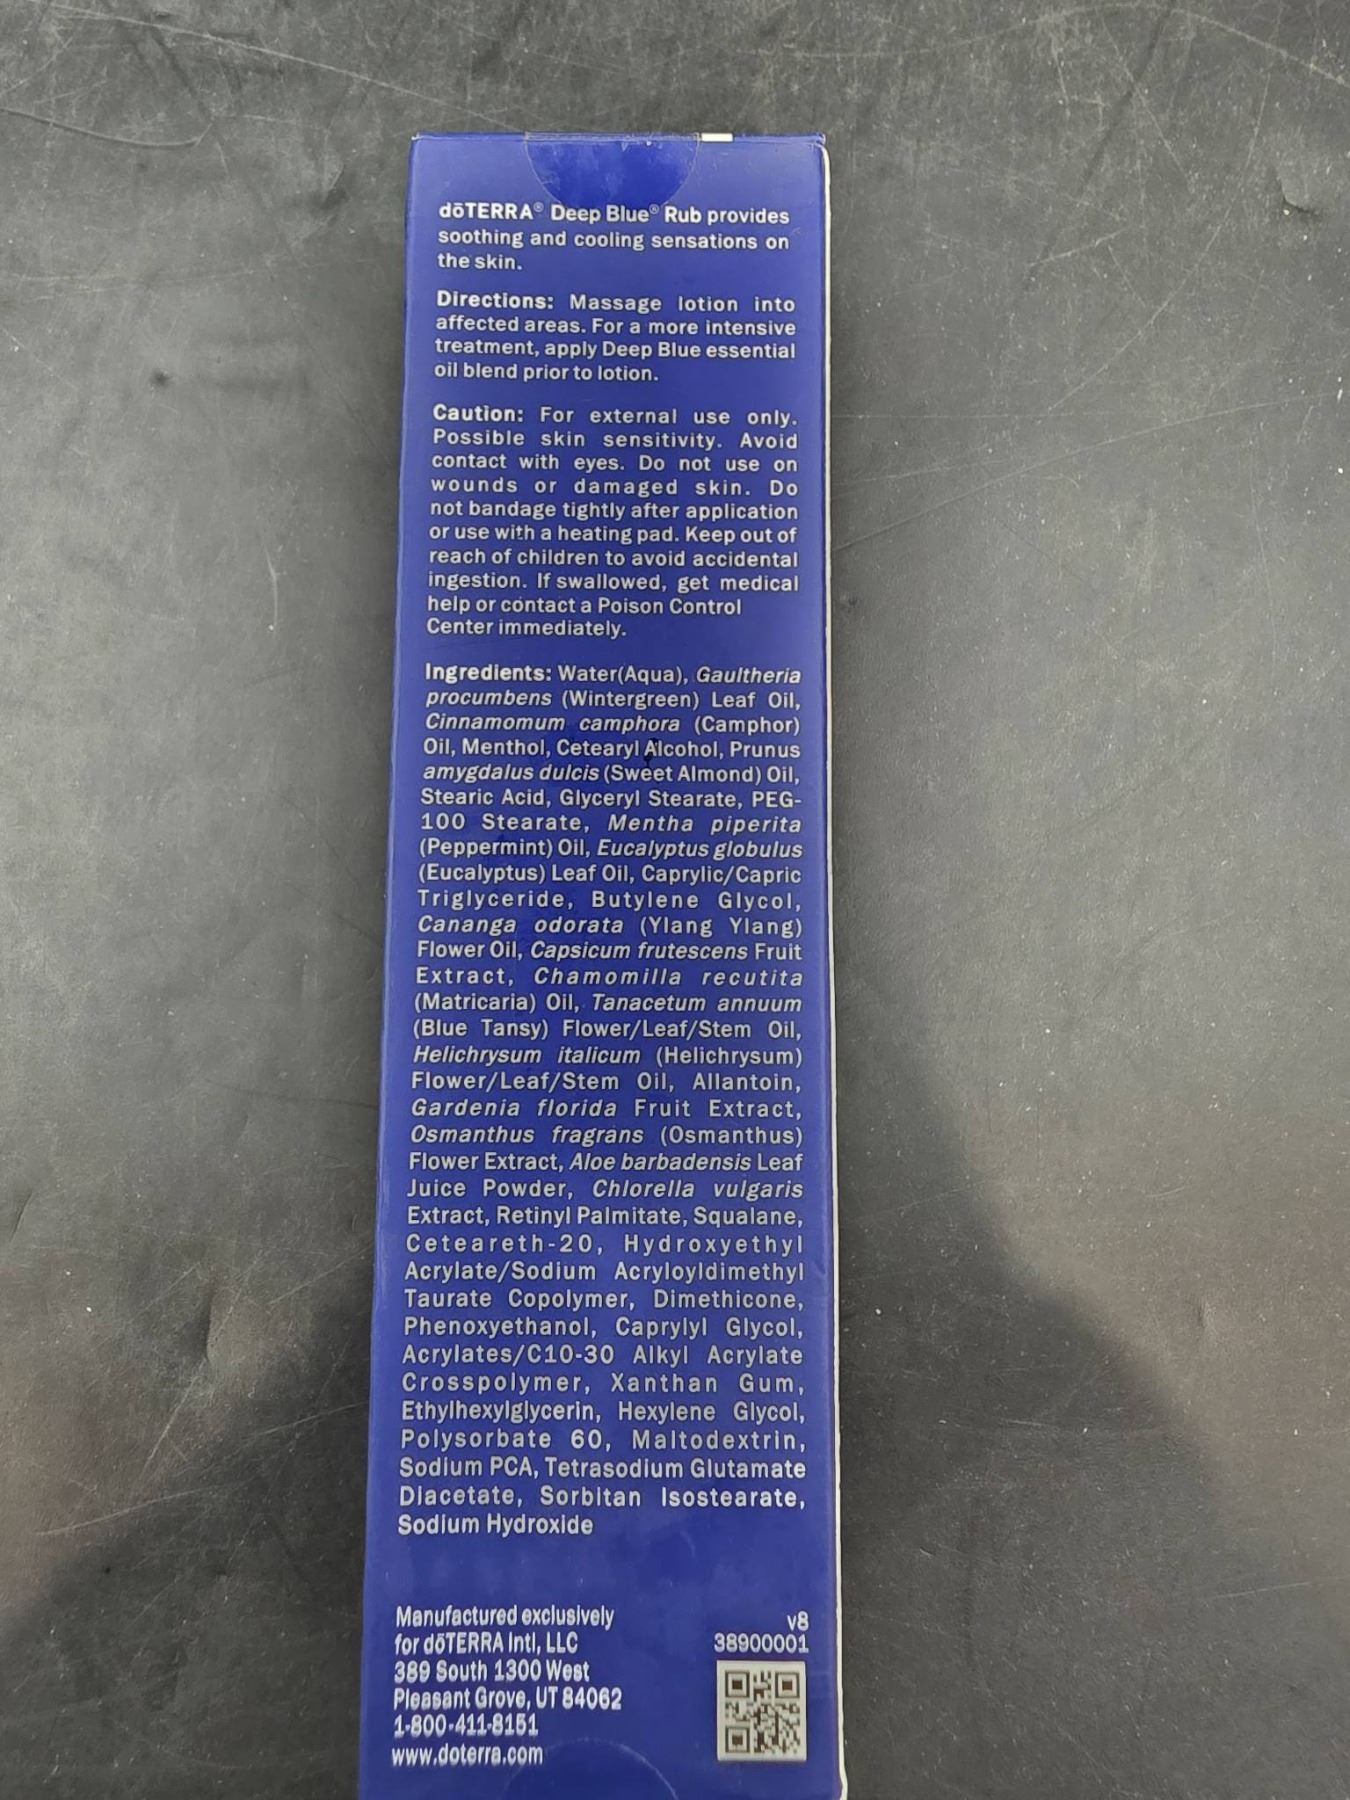 dōTERRA® Deep Blue® Rub provides
soothing and cooling sensations on
the skin.
Directions: Massage lotion into
affected areas. For a more intensive
treatment, apply Deep Blue essential
oil blend prior to lotion.
Caution: For external use only.
Possible skin sensitivity. Avoid
contact with eyes. Do not use on
wounds or damaged skin. Do
not bandage tightly after application
or use with a heating pad. Keep out of
reach of children to avoid accidental
ingestion. If swallowed, get medical
help or contact a Poison Control
Center immediately.
Ingredients: Water(Aqua), Gaultheria
procumbens (Wintergreen) Leaf Oil,
Cinnamomum camphora (Camphor)
Oil, Menthol, Cetearyl Alcohol, Prunus
amygdalus dulcis (Sweet Almond) Oil,
Stearic Acid, Glyceryl Stearate, PEG-
100 Stearate, Mentha piperita
(Peppermint) Oil, Eucalyptus globulus
(Eucalyptus) Leaf Oil, Caprylic/Capric
Triglyceride, Butylene Glycol,
Cananga odorata (Ylang Ylang)
Flower Oil, Capsicum frutescens Fruit
Extract, Chamomilla recutita
(Matricaria) Oil, Tanacetum annuum
(Blue Tansy) Flower/Leaf/Stem Oil,
Helichrysum italicum (Helichrysum)
Flower/Leaf/Stem Oil, Allantoin,
Gardenia florida Fruit Extract,
Osmanthus fragrans (Osmanthus)
Flower Extract, Aloe barbadensis Leaf
Juice Powder, Chlorella vulgaris
Extract, Retinyl Palmitate, Squalane,
Ceteareth-20, Hydroxyethyl
Acrylate/Sodium Acryloyldimethyl
Taurate Copolymer, Dimethicone,
Phenoxyethanol, Caprylyl Glycol,
Acrylates/C10-30 Alkyl Acrylate
Crosspolymer, Xanthan Gum,
Ethylhexylglycerin, Hexylene Glycol,
Polysorbate 60, Maltodextrin,
Sodium PCA, Tetrasodium Glutamate
Diacetate, Sorbitan Isostearate,
Sodium Hydroxide
Manufactured exclusively
for dōTERRA Intl, LLC
389 South 1300 West
Pleasant Grove, UT 84062
1-800-411-8151
www.doterra.com
v8
38900001